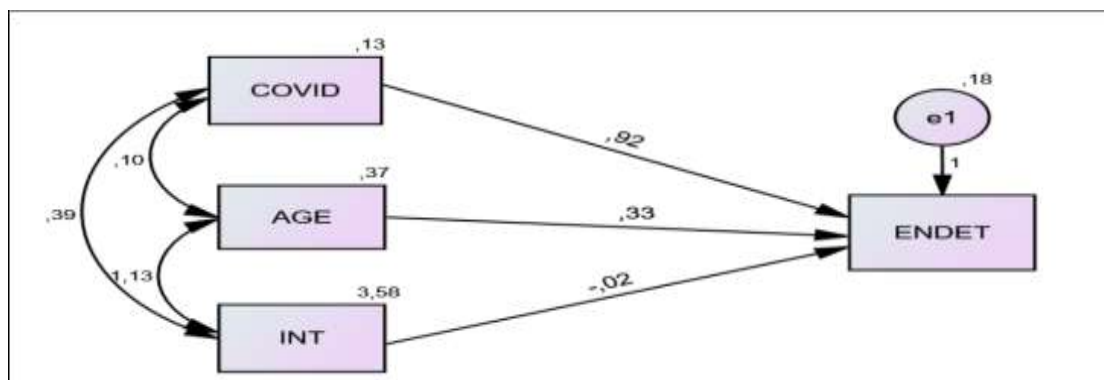 ,13
COVID
,18
e1
,92
,10
1
,37
AGE
,39
,33
ENDET
1,13
3,58
-,02
INT